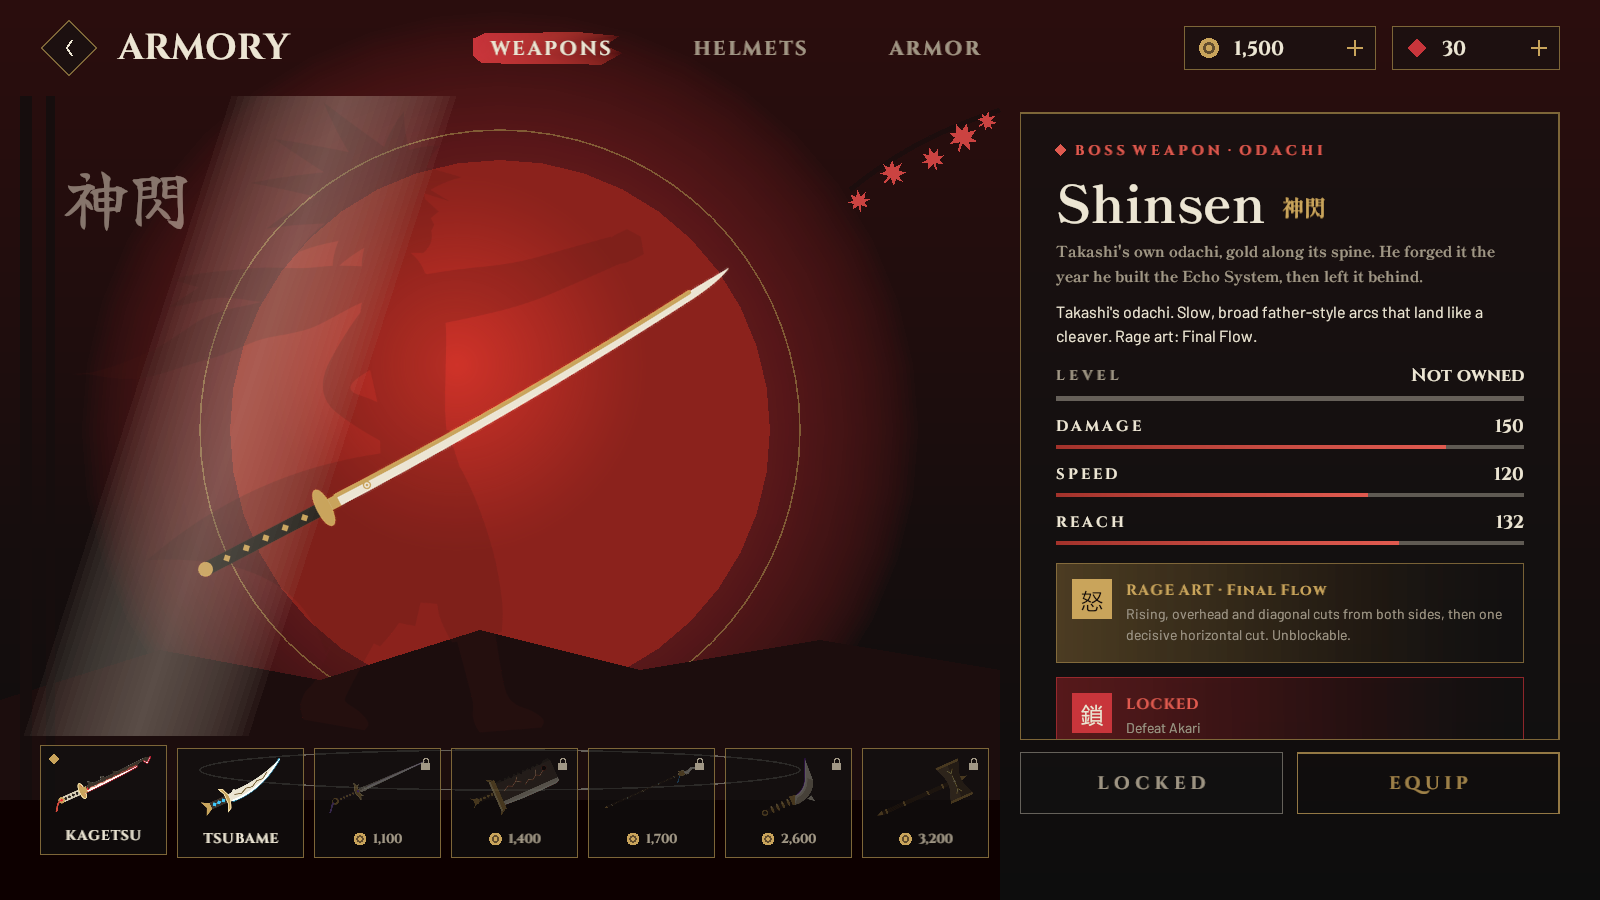 ARMORY
WEAPONS
HELMETS
ARMOR
1,500
30
神閃
BOSS WEAPON · ODACHI
Shinsen 神閃
Takashi's own odachi, gold along its spine. He forged it the
year he built the Echo System, then left it behind.
Takashi's odachi. Slow, broad father-style arcs that land like a
cleaver. Rage art: Final Flow.
LEVEL
NOT OWNED
DAMAGE
150
SPEED
120
REACH
132
怒
RAGE ART · FINAL FLOW
Rising, overhead and diagonal cuts from both sides, then one
decisive horizontal cut. Unblockable.
鎖
LOCKED
Defeat Akari
KAGETSU
TSUBAME
1,100
1,400
1,700
2,600
3,200
LOCKED
EQUIP